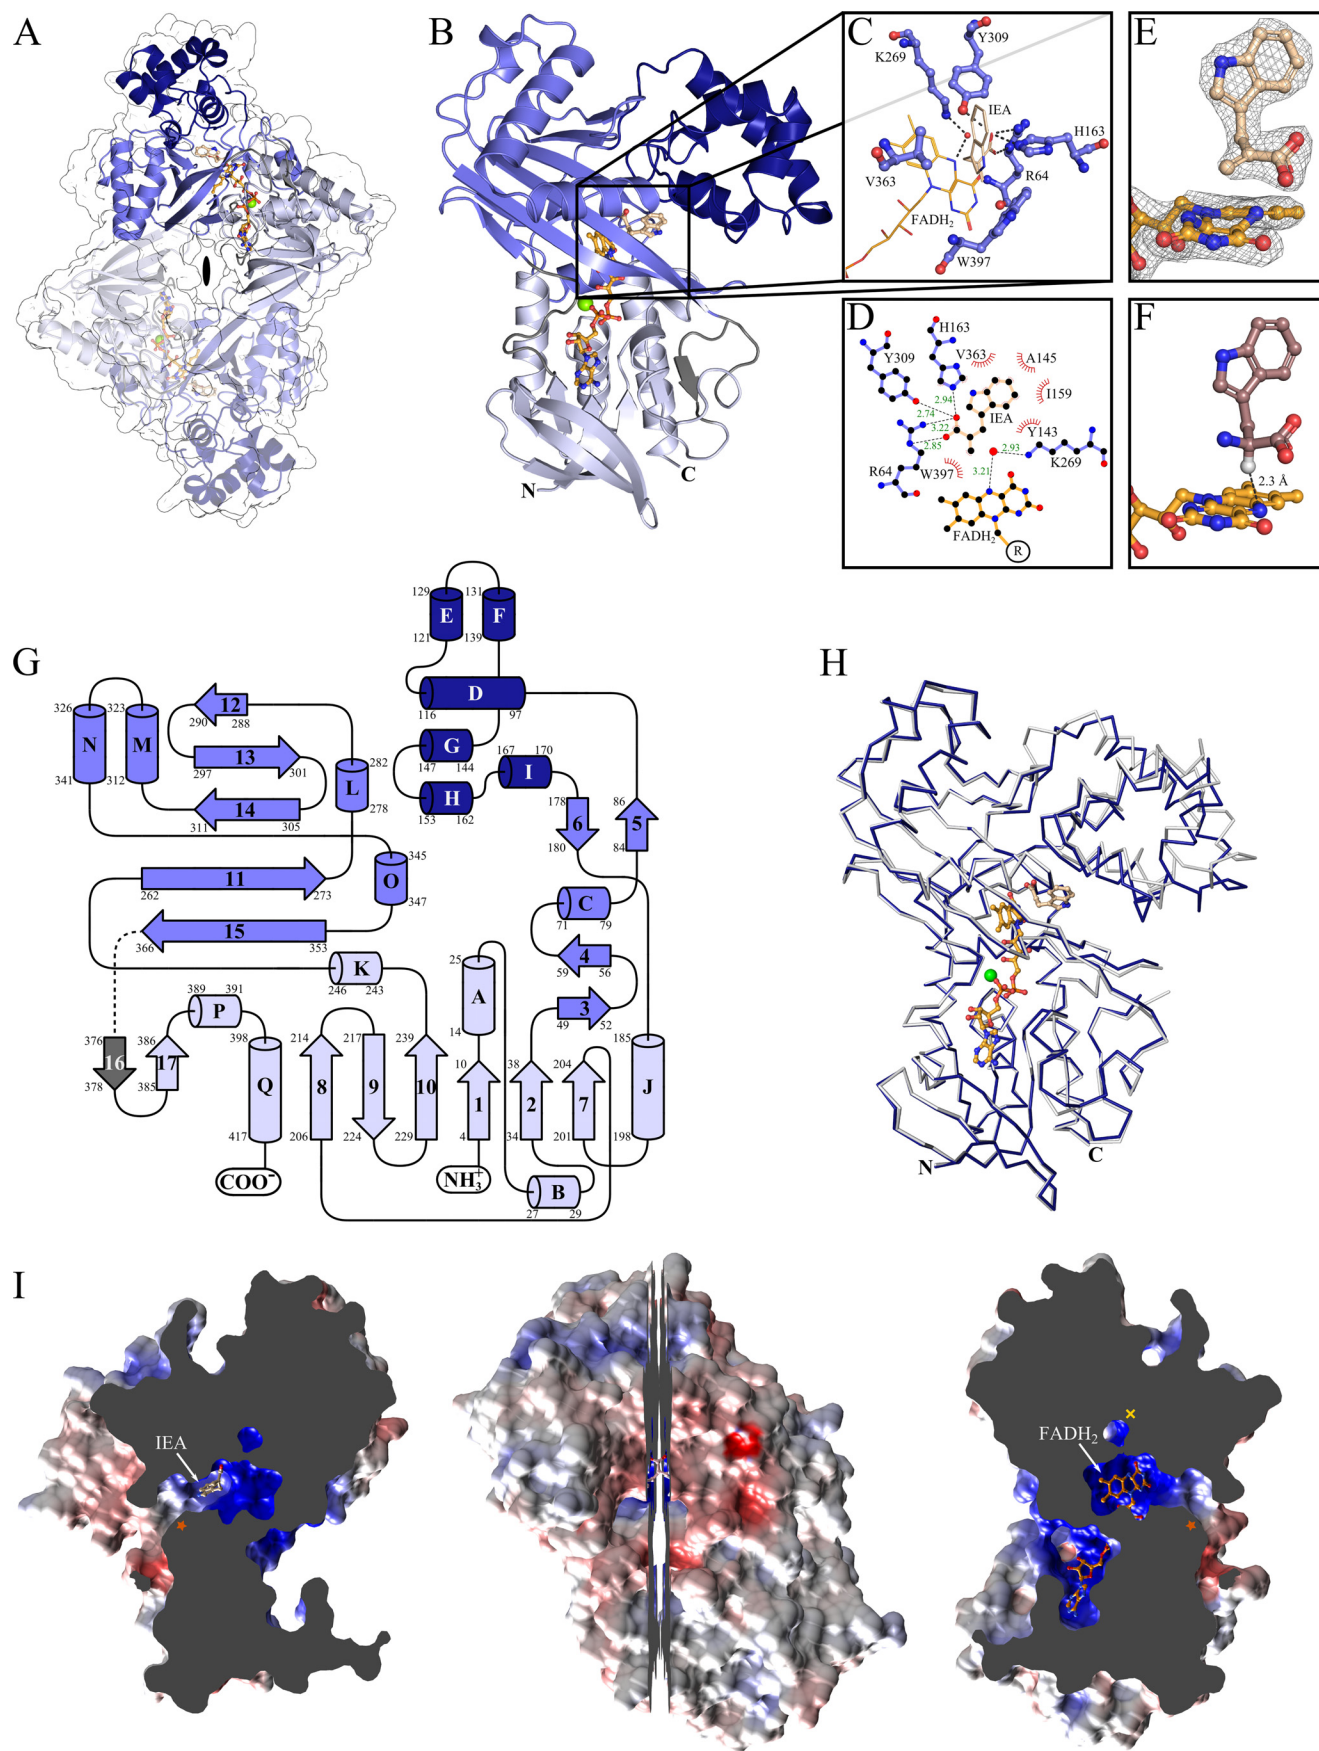 A
B
N
C
C
Y309
K269
IEA
H163
V363
R64
FADH2
W397
E
D
H163
V363
Y309
A145
I159
2.94
2.74
IEA
3.22
Y143
2.85
2.93
K269
R64
W397
3.21
FADH2
R
F
2.3 Å
G
129
131
E
F
121
139
D
116
97
326
323
12
290
288
N
M
13
297
301
341
312
14
311
305
282
L
278
G
147
144
167
170
I
H
153
162
178
6
180
86
5
84
11
262
273
345
O
347
15
366
353
C
71
79
4
59
56
3
49
52
K
246
243
25
A
14
389
391
P
376
16
378
386
17
385
398
Q
417
214
8
206
217
9
224
239
10
229
10
1
4
38
2
34
204
7
201
185
J
198
COO−
NH3+
B
27
29
H
N
C
I
IEA
FADH2